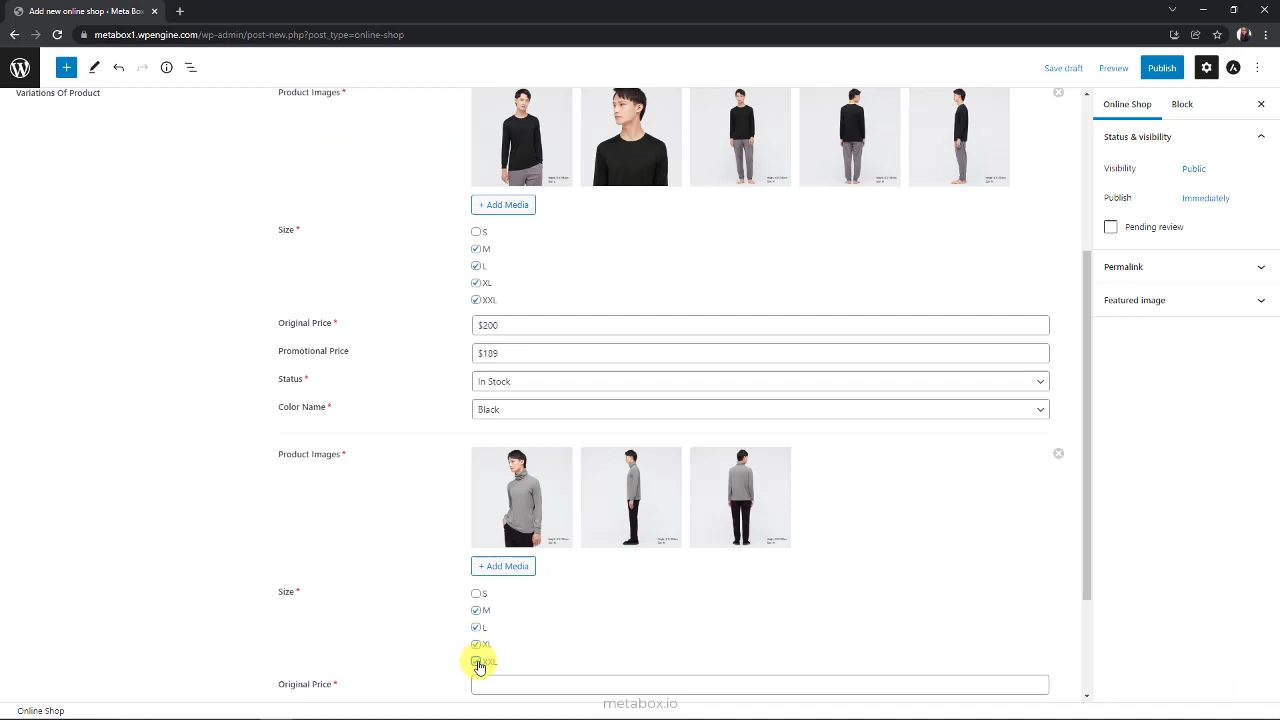 Add new online shop ‹ Meta Box
metabox1.wpengine.com/wp-admin/post-new.php?post_type=online-shop
Save draft
Preview
Publish
Variations Of Product
Product Images *
+ Add Media
Size *
S
M
L
XL
XXL
Original Price *
$200
Promotional Price
$189
Status *
In Stock
Color Name *
Black
Product Images *
+ Add Media
Size *
S
M
L
XL
XXL
Original Price *
Online Shop
Block
Status & visibility
Visibility
Public
Publish
Immediately
Pending review
Permalink
Featured image
metabox.io
Online Shop